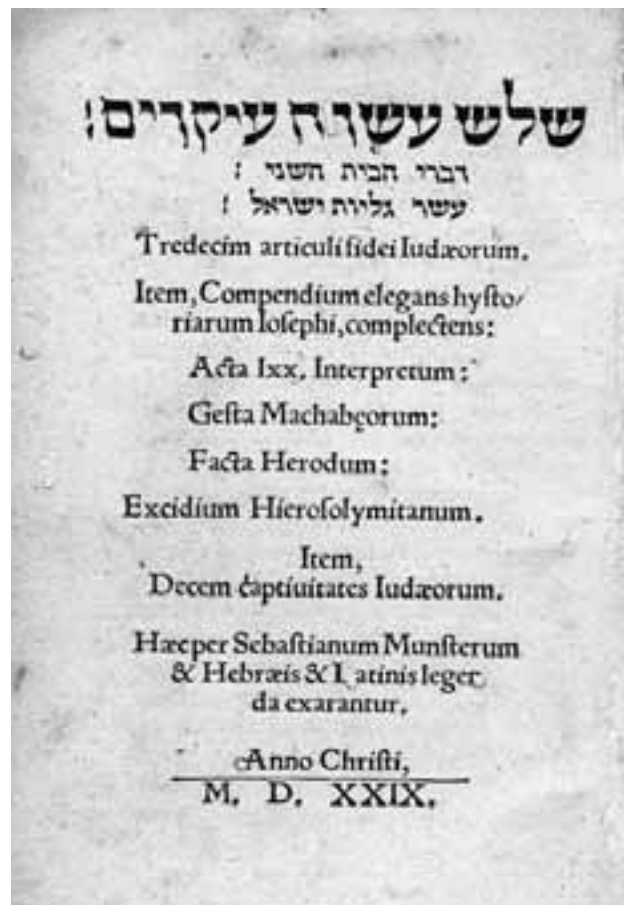 שלש עשרה עיקרים:
דברי הבית השני :
עשר גליות ישראל :
Tredecim articuli fidei Iudæorum.
Item, Compendium elegans hyſto/
riarum Ioſephi, complectens:
Acta lxx. Interpretum:
Geſta Machabęorum:
Facta Herodum:
Excidium Hieroſolymitanum.
Item,
Decem captiuitates Iudæorum.
Hæc per Sebaſtianum Munſterum
& Hebræis & Latinis legen
da exarantur.
Anno Chriſti,
M. D. XXIX.